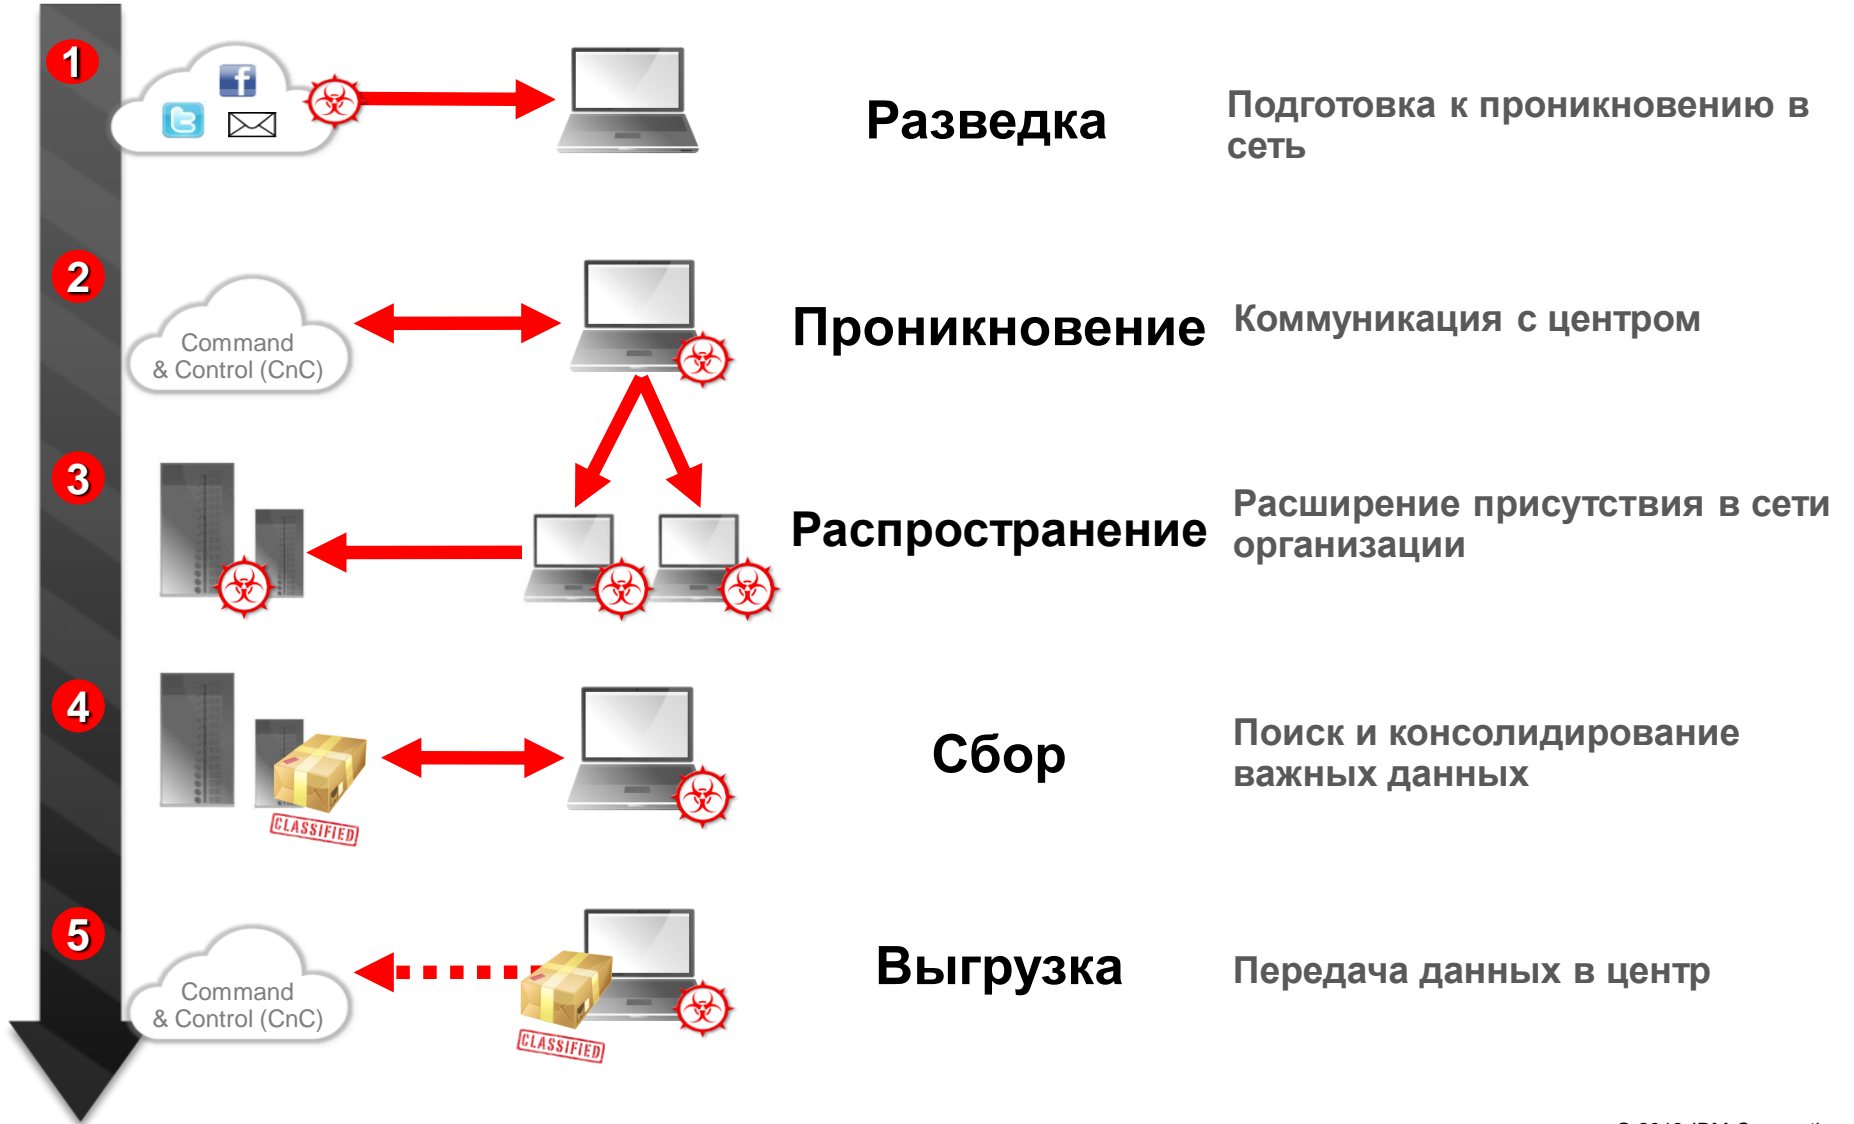 1
Разведка
Подготовка к проникновению в
сеть
2
Command
& Control (CnC)
Проникновение
Коммуникация с центром
3
Распространение
Расширение присутствия в сети
организации
4
CLASSIFIED
Сбор
Поиск и консолидирование
важных данных
5
Command
& Control (CnC)
CLASSIFIED
Выгрузка
Передача данных в центр